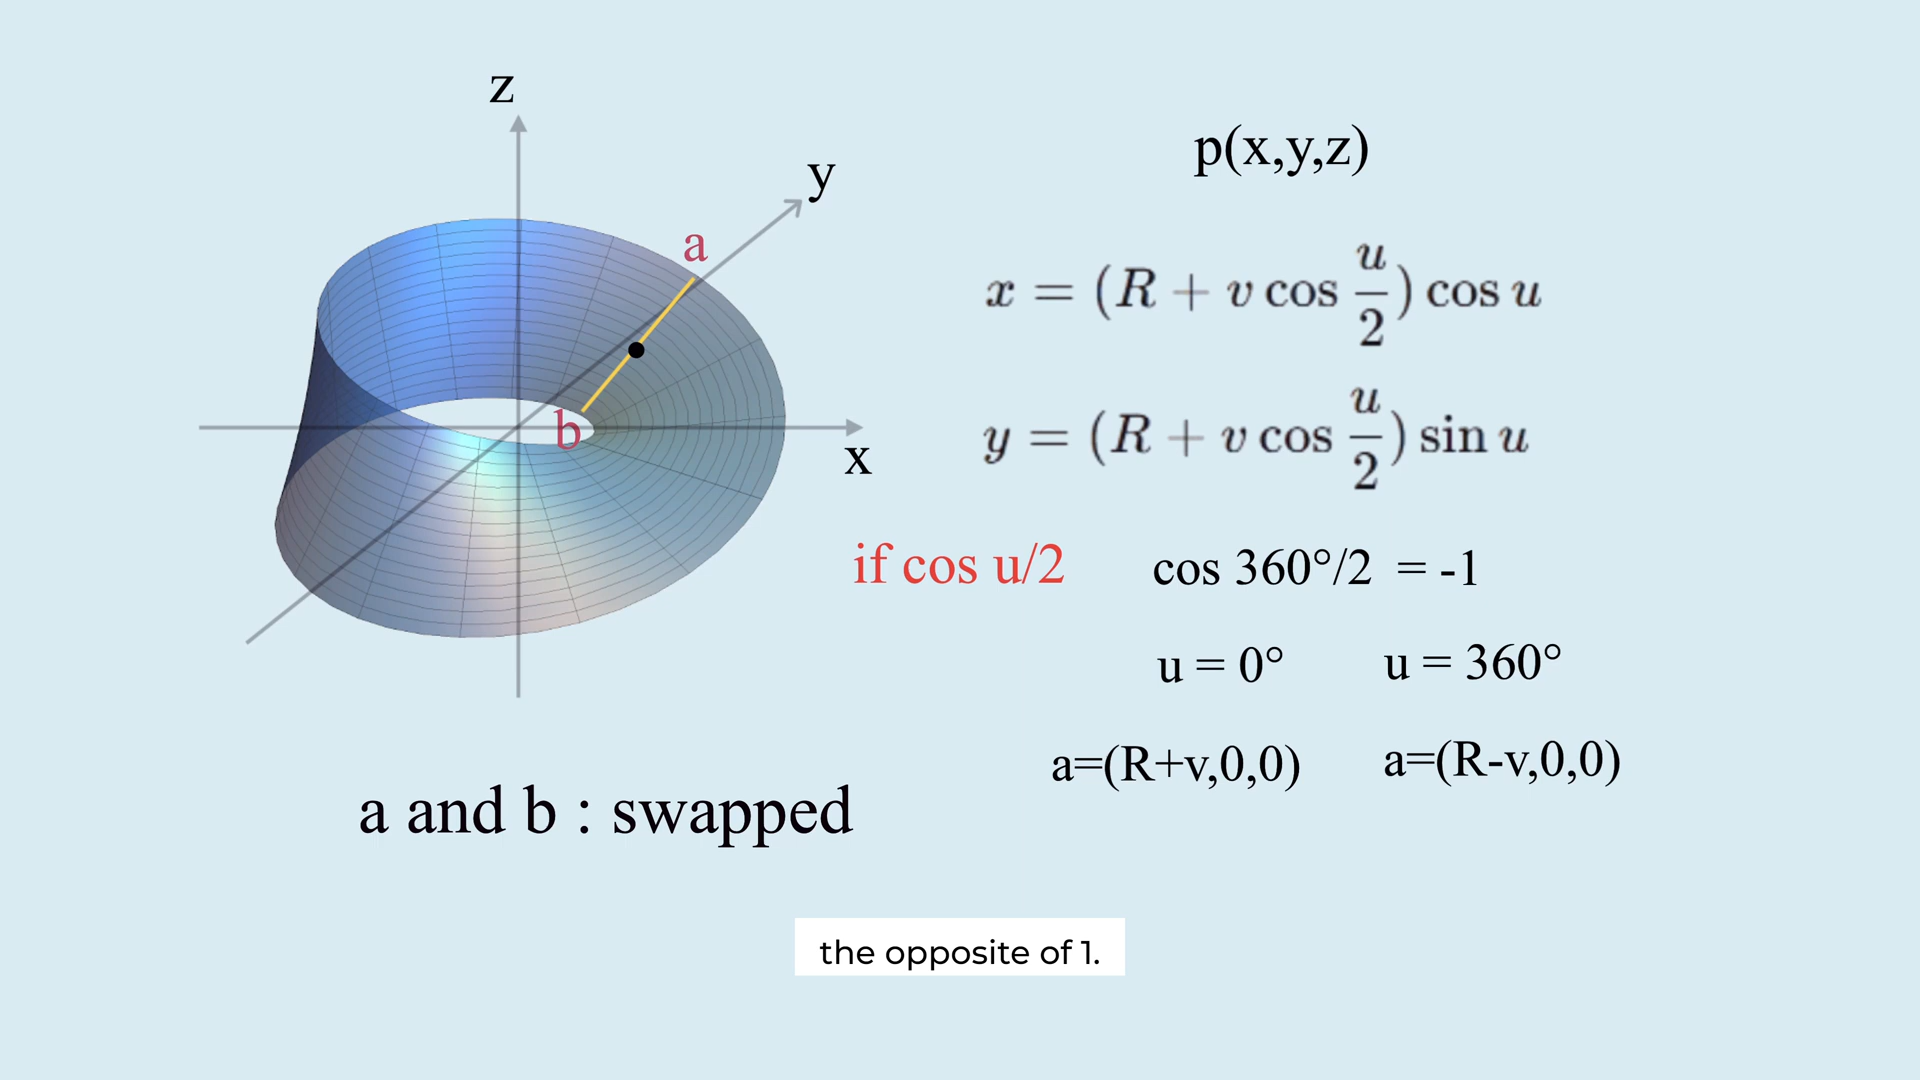 z
y
a
b
x
p(x,y,z)
x = (R + v cos u/2) cos u
y = (R + v cos u/2) sin u
if cos u/2
cos 360°/2 = -1
u = 0°
u = 360°
a=(R+v,0,0)
a=(R-v,0,0)
a and b : swapped
the opposite of 1.